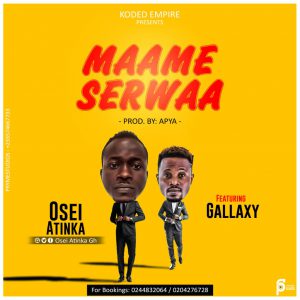 KODED EMPIRE
PRESENTS
MAAME
SERWAA
- PROD. BY: APYA -
OSEI
ATINKA
Osei Atinka Gh
FEATURING
GALLAXY
For Bookings: 0244832064 / 0204276728